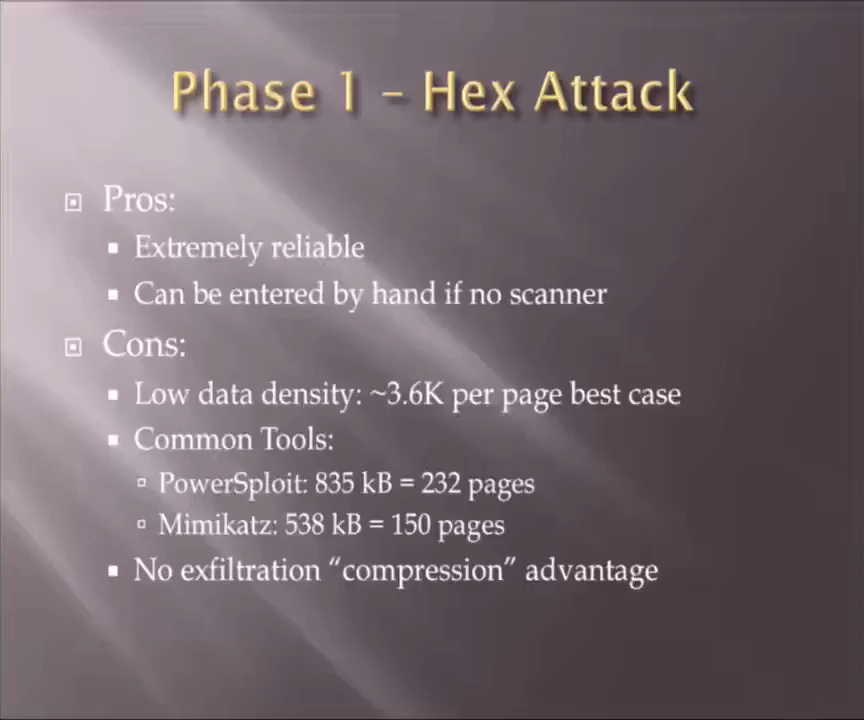 Phase 1 – Hex Attack
Pros:
Extremely reliable
Can be entered by hand if no scanner
Cons:
Low data density: ~3.6K per page best case
Common Tools:
PowerSploit: 835 kB = 232 pages
Mimikatz: 538 kB = 150 pages
No exfiltration “compression” advantage